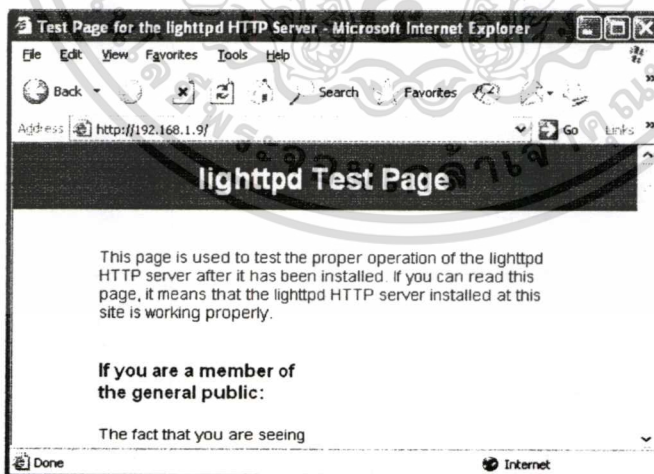 Test Page for the lighttpd HTTP Server - Microsoft Internet Explorer
File Edit View Favorites Tools Help
Back Search Favorites
Address http://192.168.1.9/ Go Links
lighttpd Test Page
This page is used to test the proper operation of the lighttpd
HTTP server after it has been installed. If you can read this
page, it means that the lighttpd HTTP server installed at this
site is working properly.
If you are a member of
the general public:
The fact that you are seeing
Done Internet